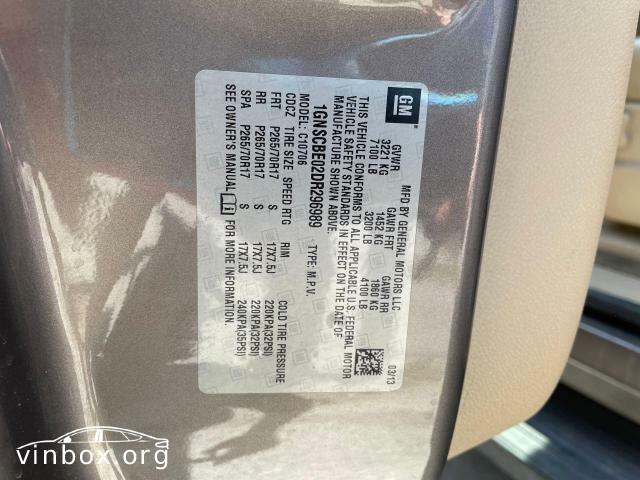 GM
MFD BY GENERAL MOTORS LLC
03/13
GVWR GAWR FRT GAWR RR
3221 KG 1452 KG 1860 KG
7100 LB 3200 LB 4100 LB
THIS VEHICLE CONFORMS TO ALL APPLICABLE U.S. FEDERAL MOTOR
VEHICLE SAFETY STANDARDS IN EFFECT ON THE DATE OF
MANUFACTURE SHOWN ABOVE.
1GNSCBE02DR296989 TYPE: M.P.V.
MODEL: C10706
CDCZ TIRE SIZE SPEED RTG RIM COLD TIRE PRESSURE
FRT P265/70R17 S 17X7.5J 220KPA(32PSI)
RR P265/70R17 S 17X7.5J 220KPA(32PSI)
SPA P265/70R17 S 17X7.5J 240KPA(35PSI)
SEE OWNER'S MANUAL FOR MORE INFORMATION.
vinbox.org